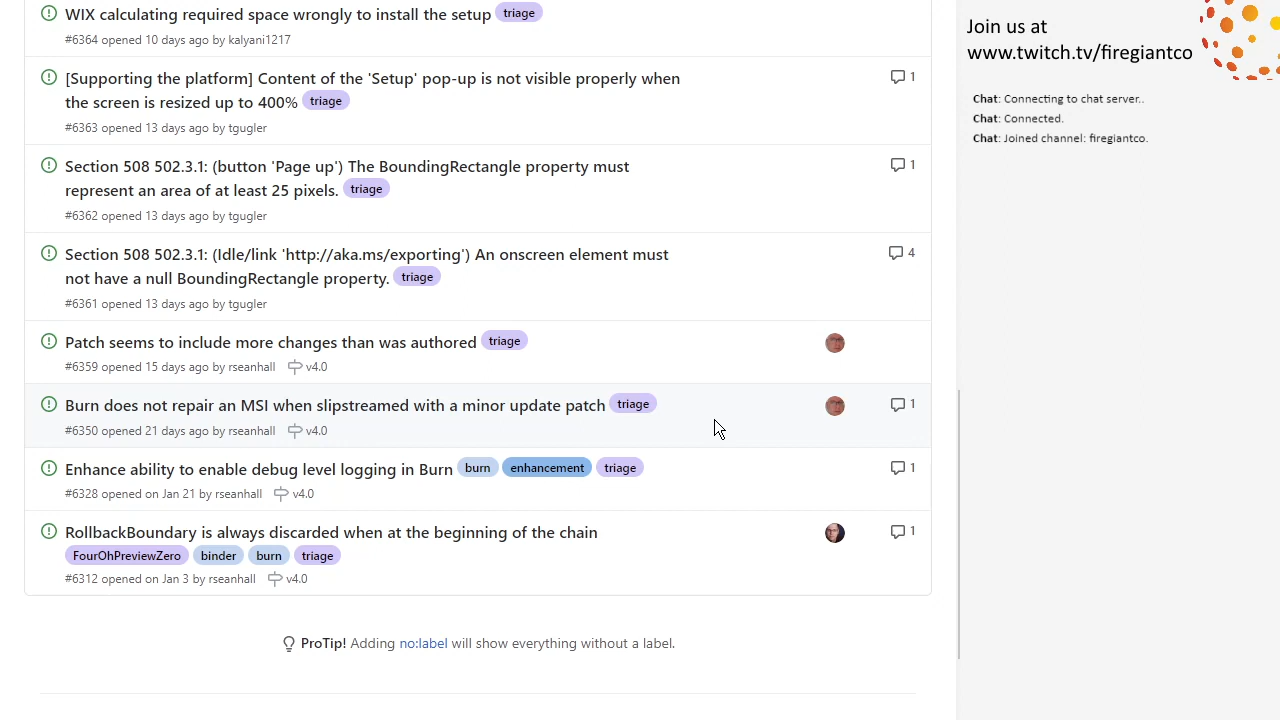 WIX calculating required space wrongly to install the setup triage
#6364 opened 10 days ago by kalyani1217
[Supporting the platform] Content of the 'Setup' pop-up is not visible properly when
the screen is resized up to 400% triage
1
#6363 opened 13 days ago by tgugler
Section 508 502.3.1: (button 'Page up') The BoundingRectangle property must
represent an area of at least 25 pixels. triage
1
#6362 opened 13 days ago by tgugler
Section 508 502.3.1: (Idle/link 'http://aka.ms/exporting') An onscreen element must
not have a null BoundingRectangle property. triage
4
#6361 opened 13 days ago by tgugler
Patch seems to include more changes than was authored triage
#6359 opened 15 days ago by rseanhall v4.0
Burn does not repair an MSI when slipstreamed with a minor update patch triage
1
#6350 opened 21 days ago by rseanhall v4.0
Enhance ability to enable debug level logging in Burn burn enhancement triage
1
#6328 opened on Jan 21 by rseanhall v4.0
RollbackBoundary is always discarded when at the beginning of the chain
1
FourOhPreviewZero binder burn triage
#6312 opened on Jan 3 by rseanhall v4.0
ProTip! Adding no:label will show everything without a label.
Join us at
www.twitch.tv/firegiantco
Chat: Connecting to chat server..
Chat: Connected.
Chat: Joined channel: firegiantco.